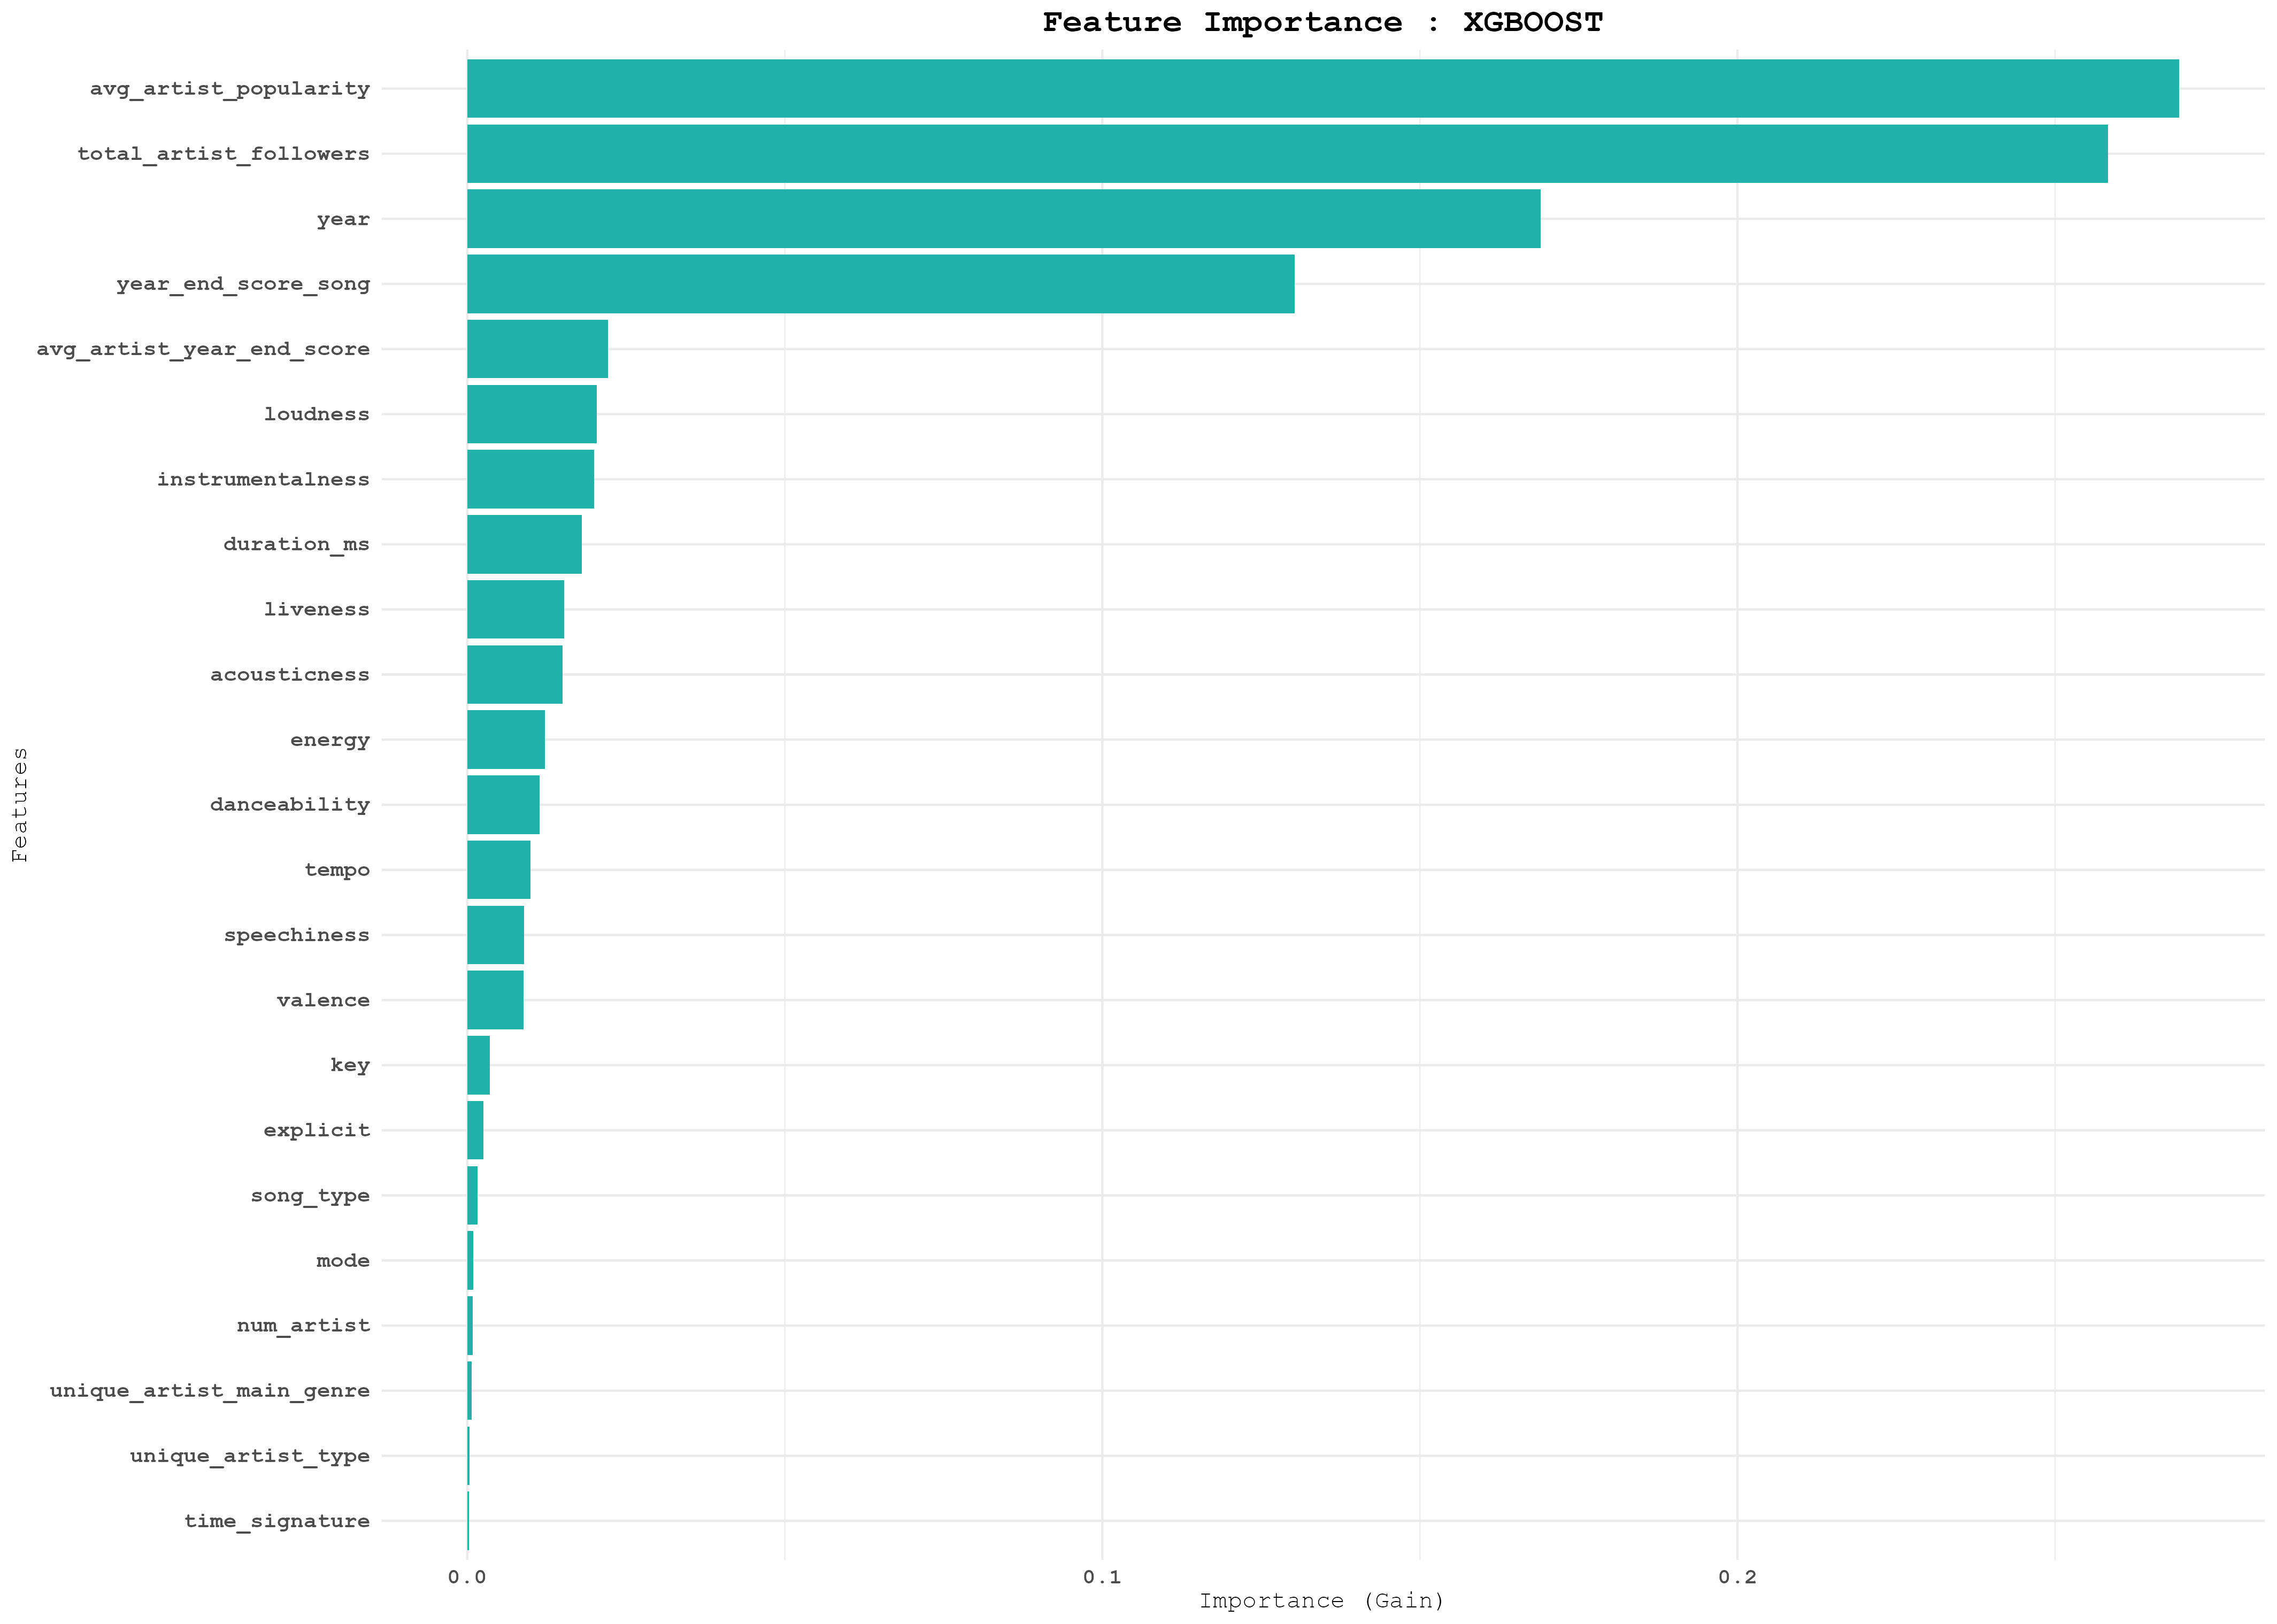 Feature Importance : XGBOOST
avg_artist_popularity
total_artist_followers
year
year_end_score_song
avg_artist_year_end_score
loudness
instrumentalness
duration_ms
liveness
acousticness
energy
danceability
tempo
speechiness
valence
key
explicit
song_type
mode
num_artist
unique_artist_main_genre
unique_artist_type
time_signature
Features
0.0 0.1 0.2
Importance (Gain)